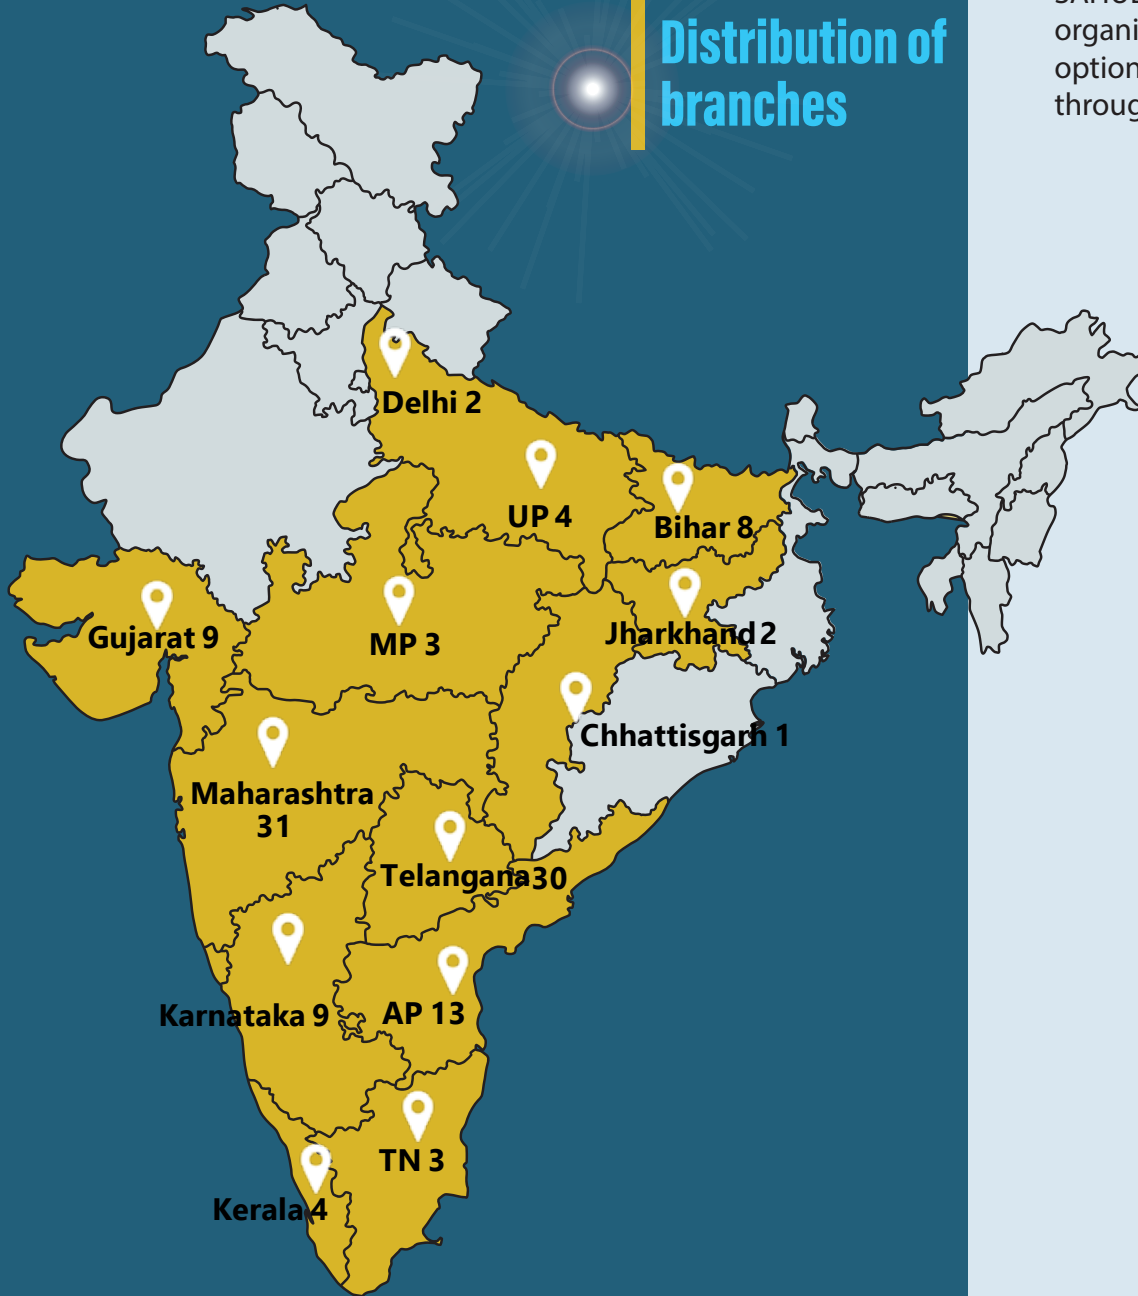 Distribution of
branches
organi
option
throug
Delhi 2
UP 4
Bihar 8
Gujarat 9
MP 3
Jharkhand 2
Chhattisgarh 1
Maharashtra
31
Telangana 30
Karnataka 9
AP 13
TN 3
Kerala 4